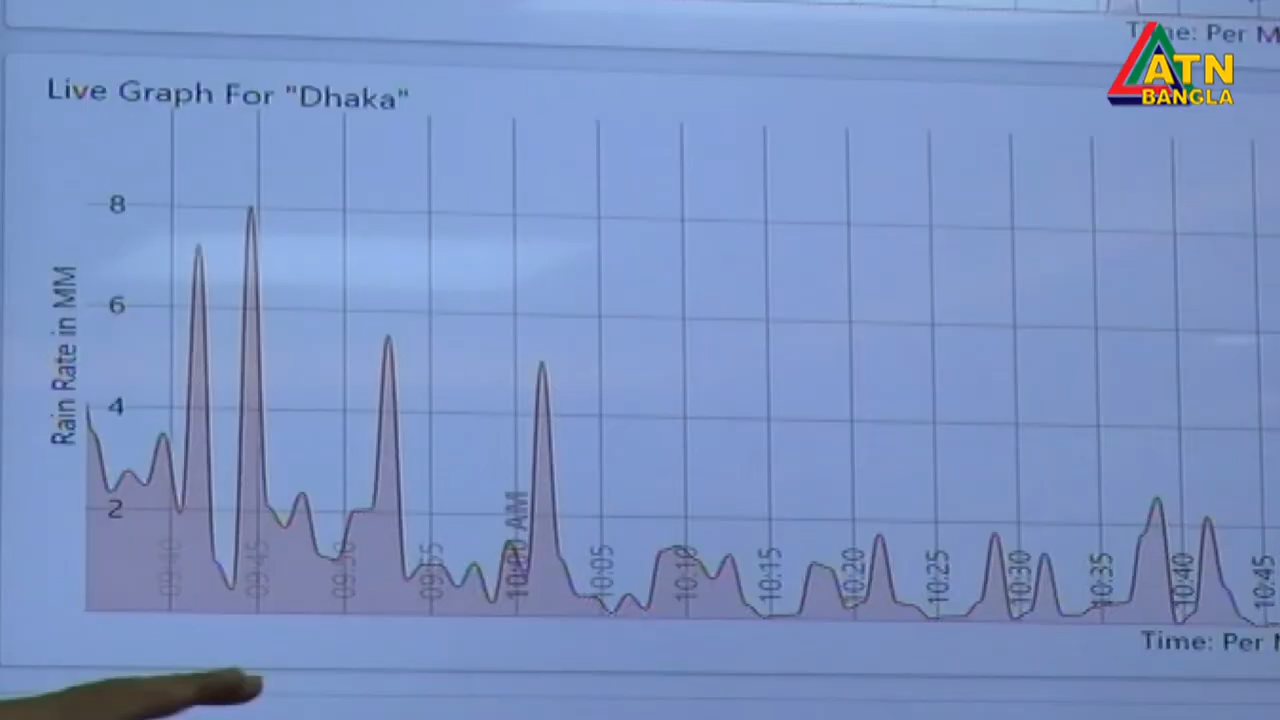 Time: Per M
ATN
BANGLA
Live Graph For "Dhaka"
8
6
4
2
Rain Rate in MM
09:40
09:45
09:50
09:55
10:00 AM
10:05
10:10
10:15
10:20
10:25
10:30
10:35
10:40
10:45
Time: Per M